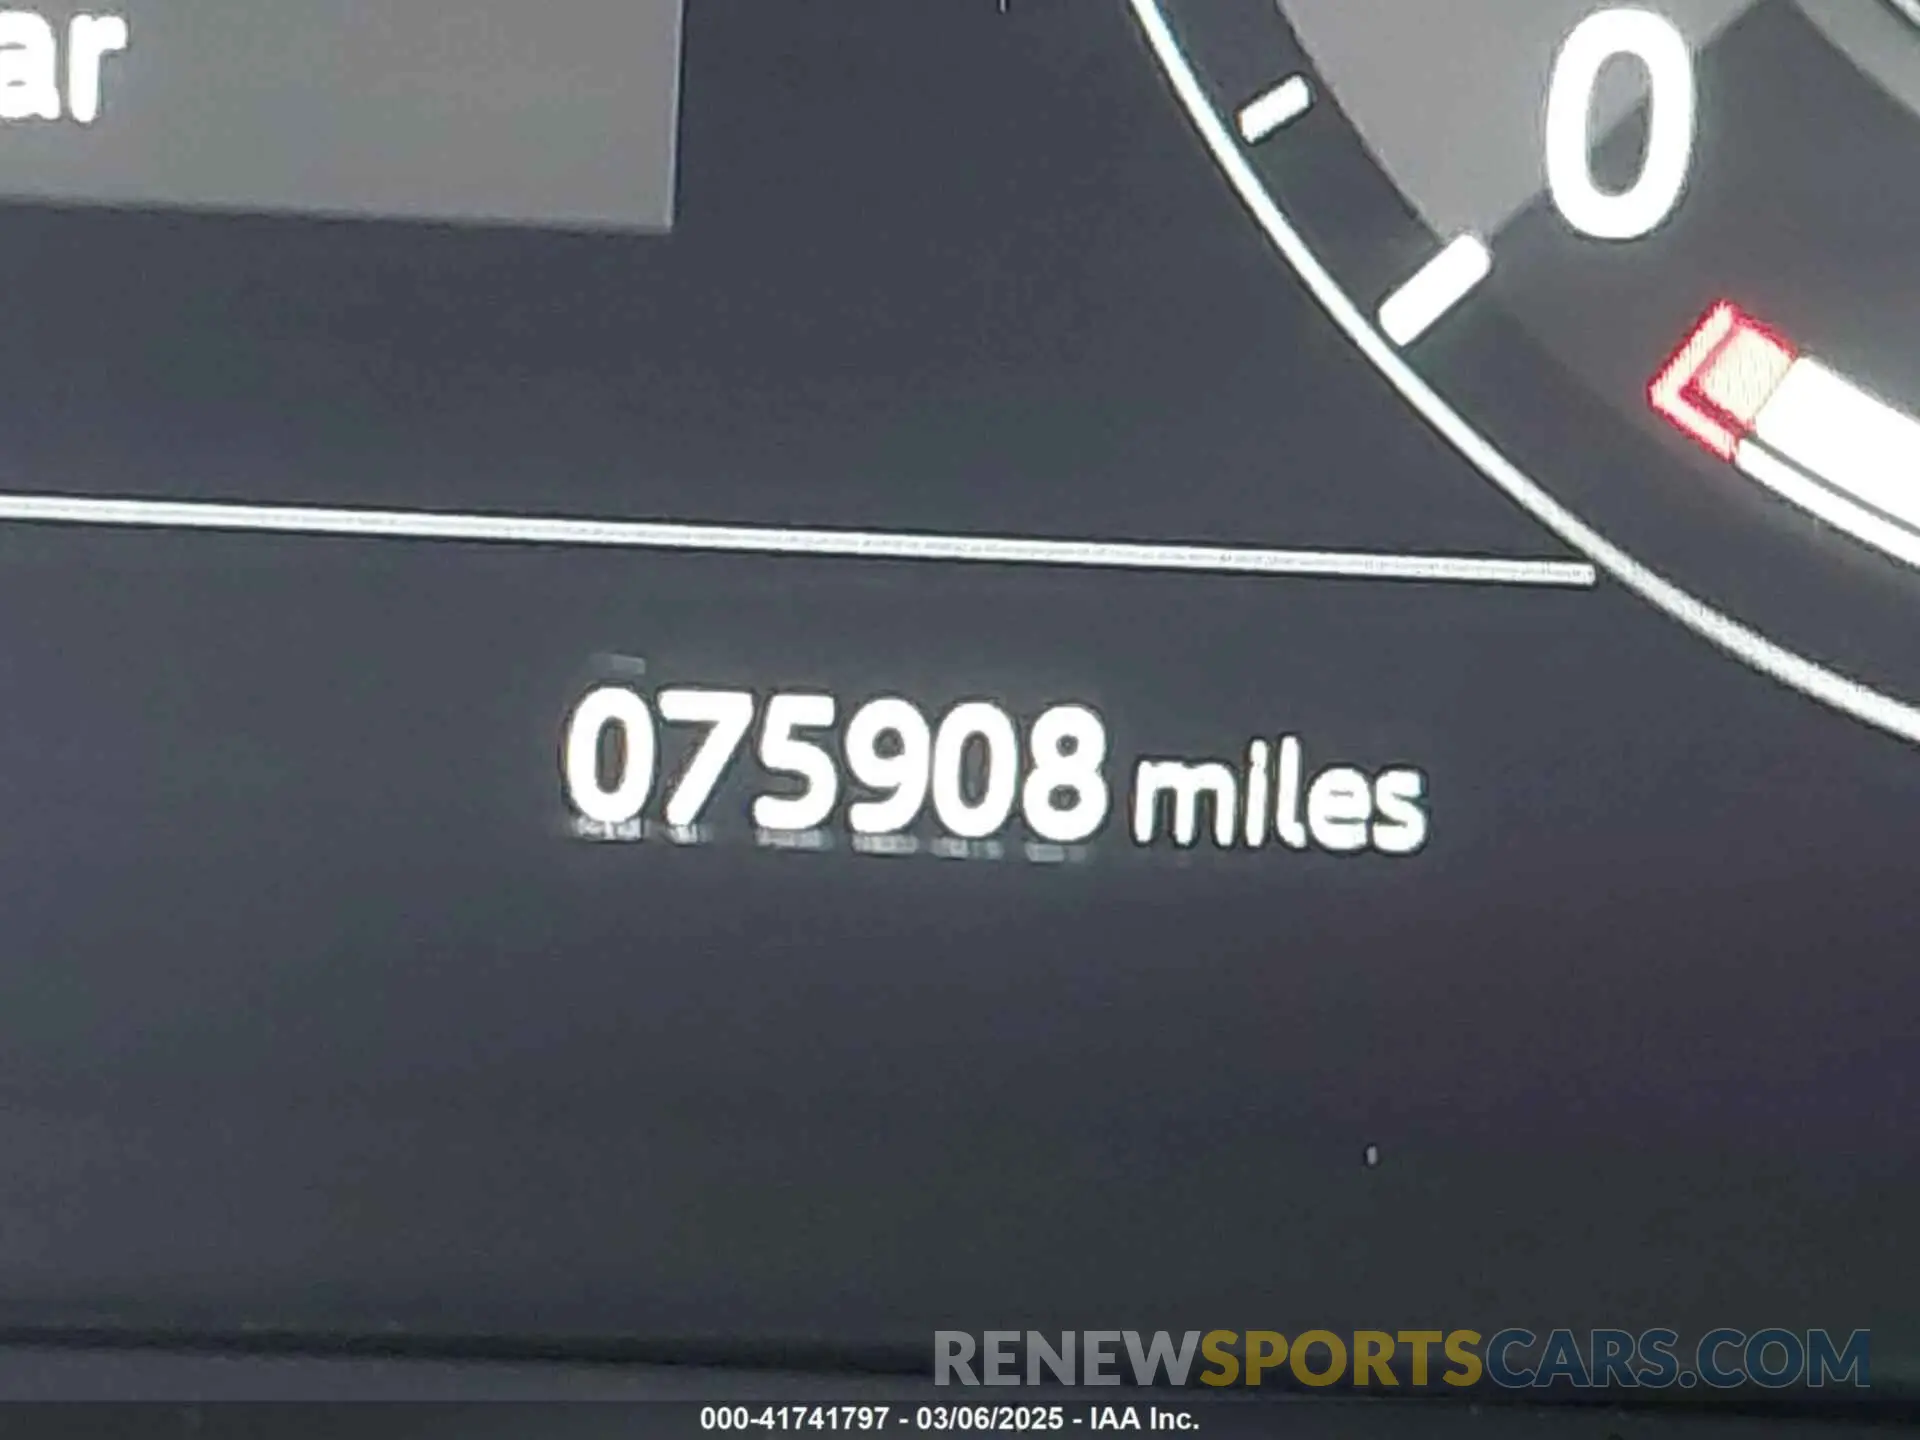 ar
0
075908 miles
RENEWSPORTSCARS.COM
000-41741797 - 03/06/2025 - IAA Inc.